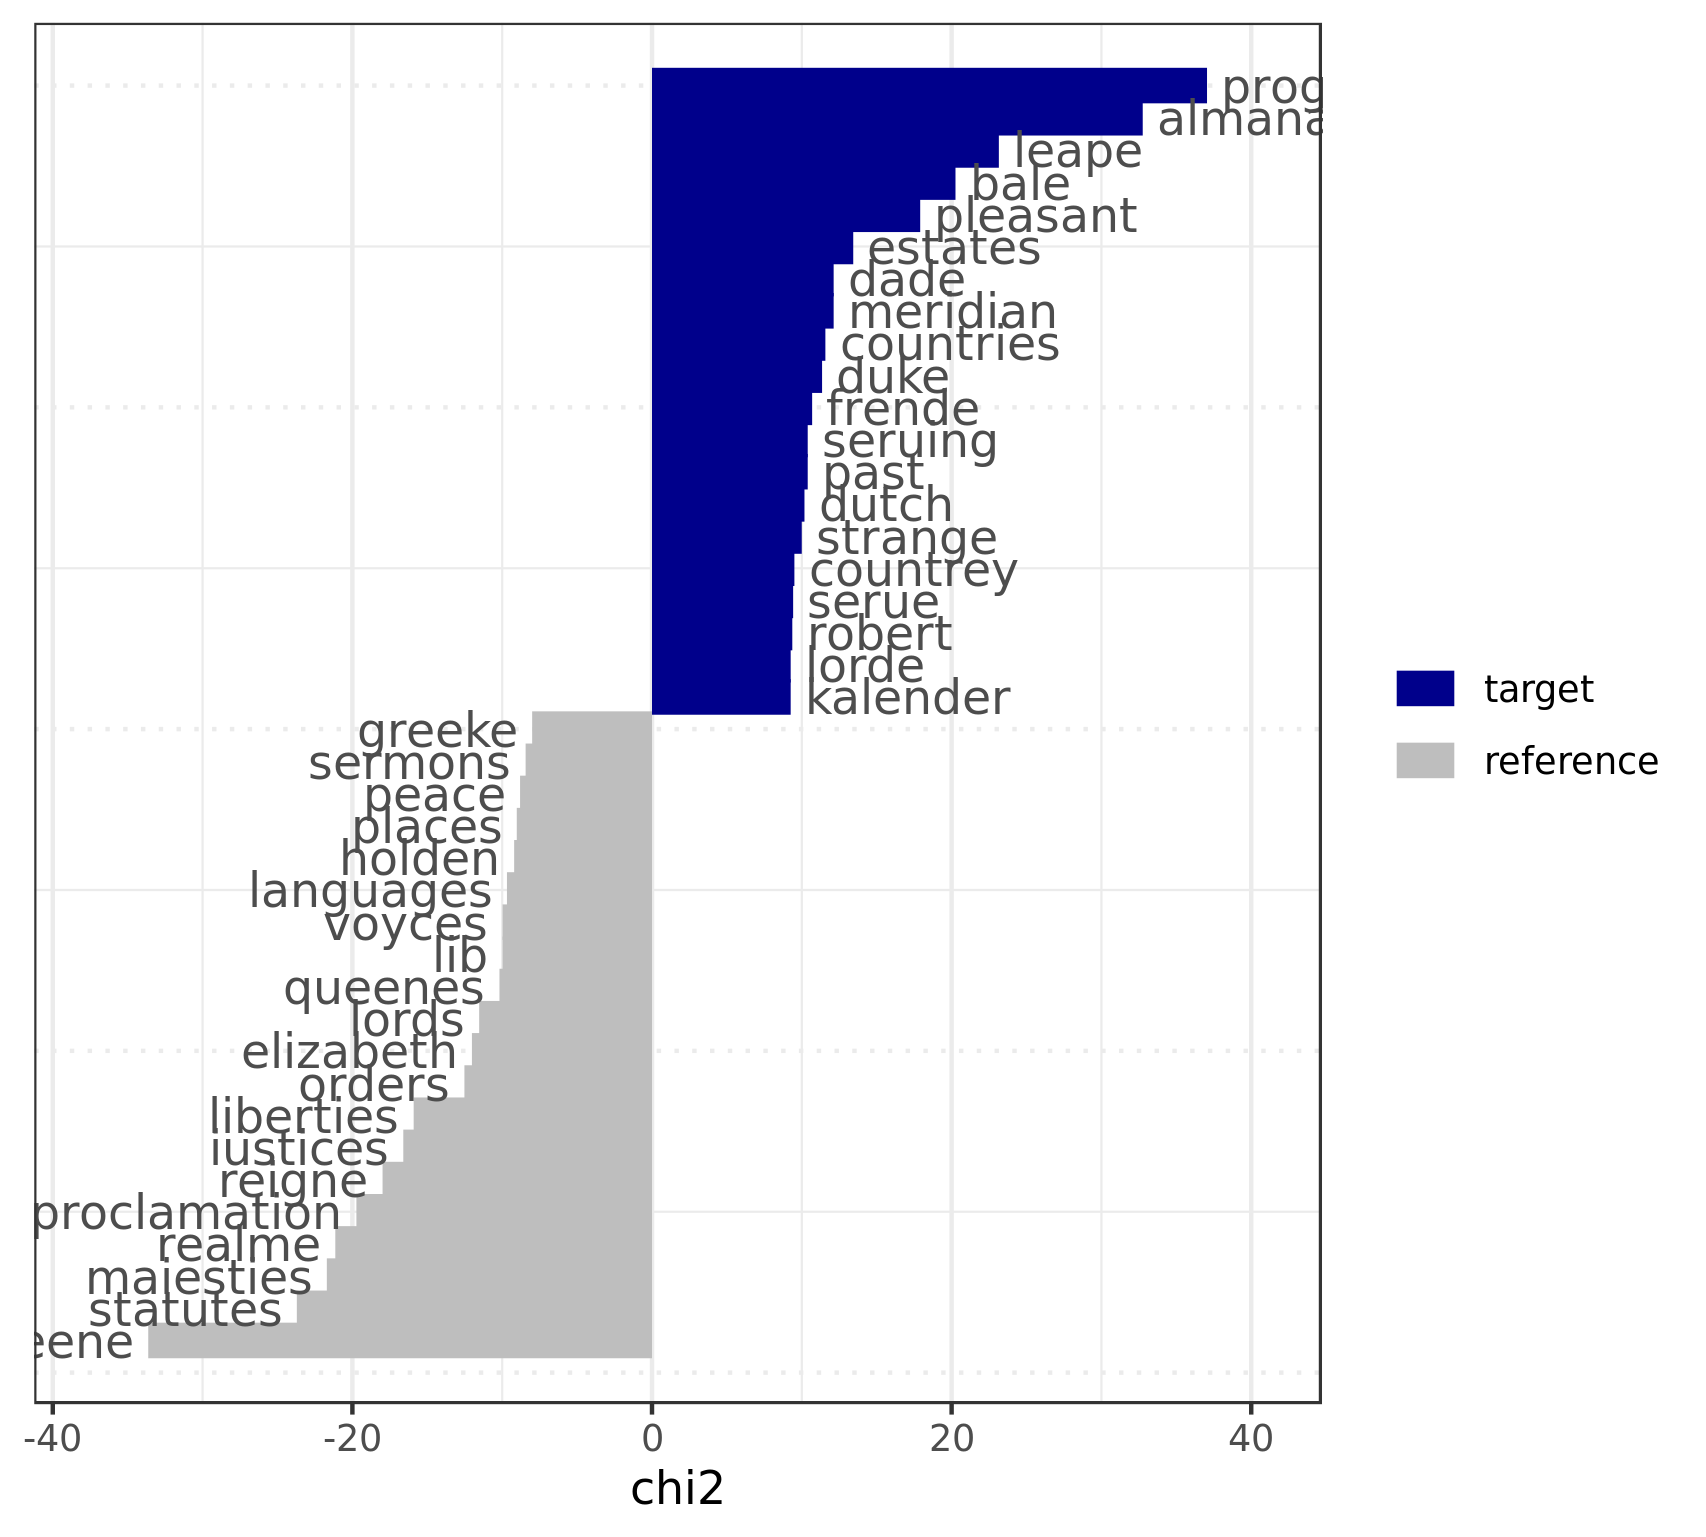 prog
almana
leape
bale
pleasant
estates
dade
meridian
countries
duke
frende
seruing
past
dutch
strange
countrey
serue
robert
lorde
kalender
greeke
sermons
peace
places
holden
languages
voyces
lib
queenes
lords
elizabeth
orders
liberties
iustices
reigne
proclamation
realme
maiesties
statutes
eene
target
reference
-40 -20 0 20 40
chi2